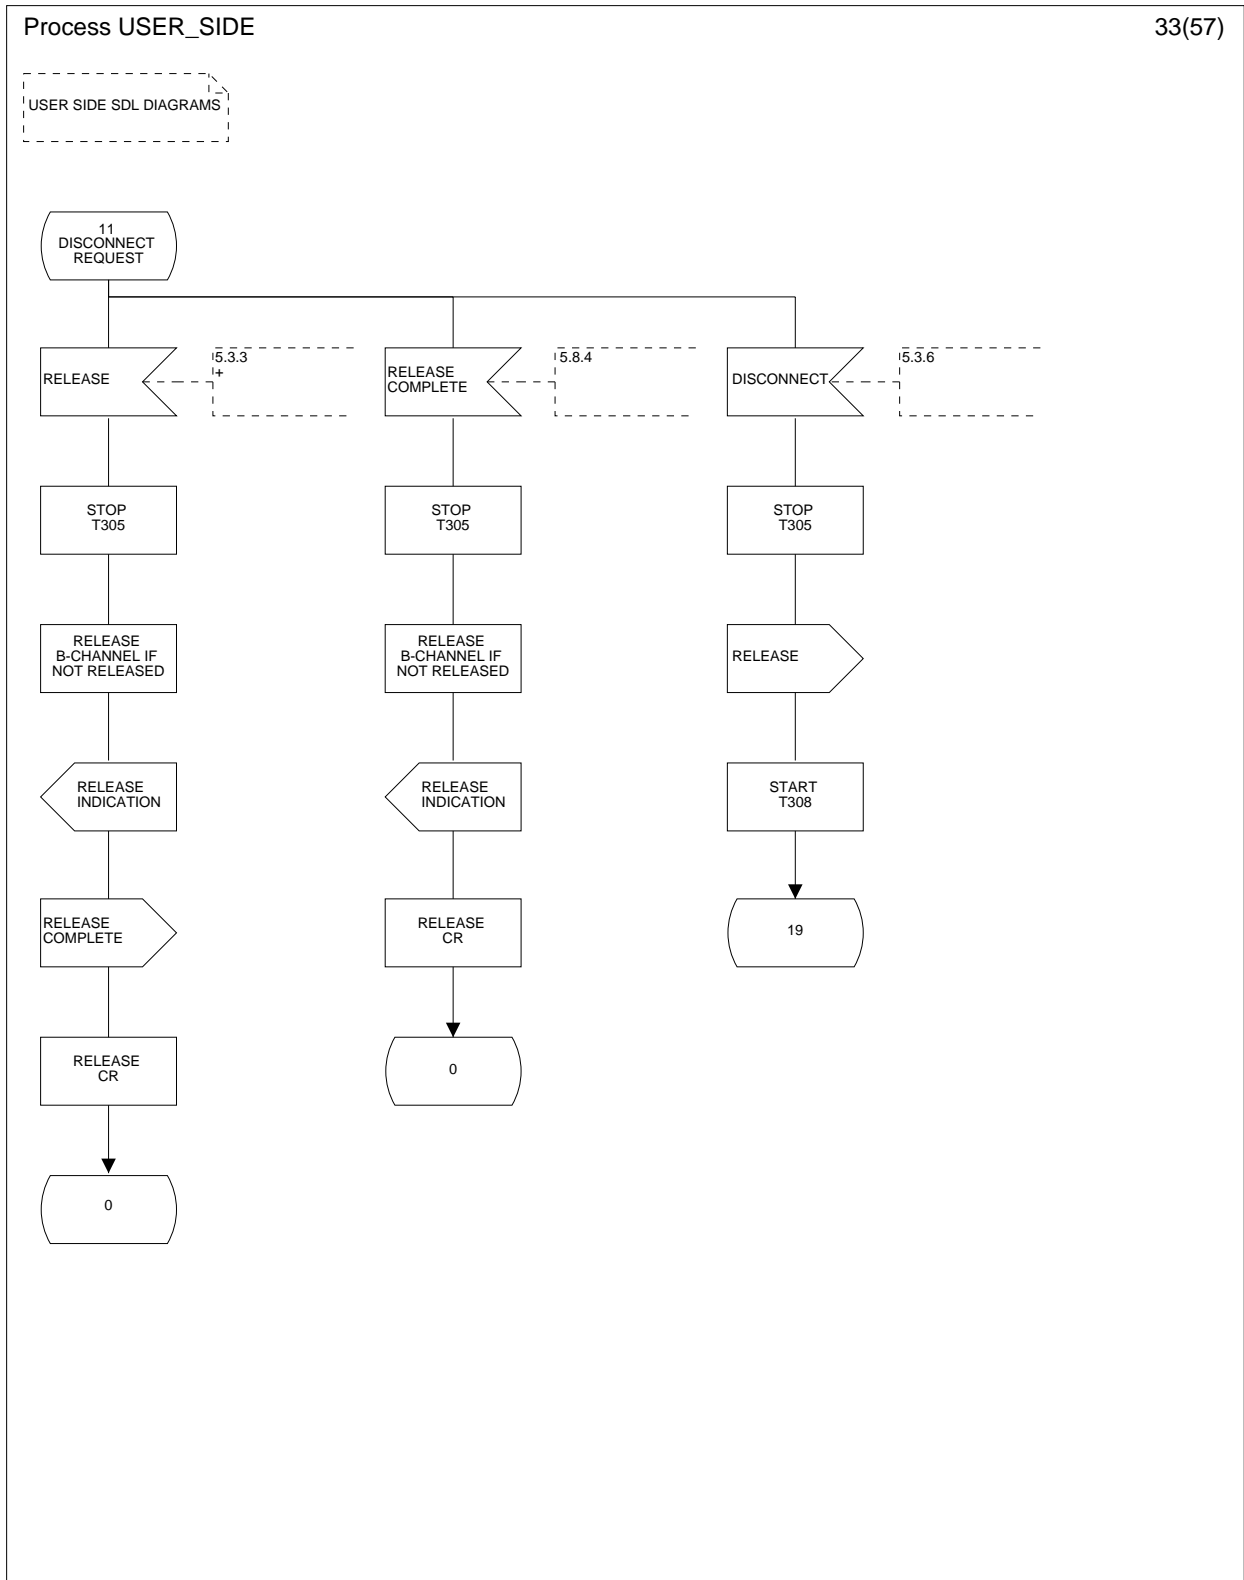 Process USER_SIDE
33(57)
USER SIDE SDL DIAGRAMS
11
DISCONNECT
REQUEST
RELEASE
5.3.3
+
RELEASE
COMPLETE
5.8.4
DISCONNECT
5.3.6
STOP
T305
STOP
T305
STOP
T305
RELEASE
B-CHANNEL IF
NOT RELEASED
RELEASE
B-CHANNEL IF
NOT RELEASED
RELEASE
RELEASE
INDICATION
RELEASE
INDICATION
START
T308
RELEASE
COMPLETE
RELEASE
CR
19
RELEASE
CR
0
0